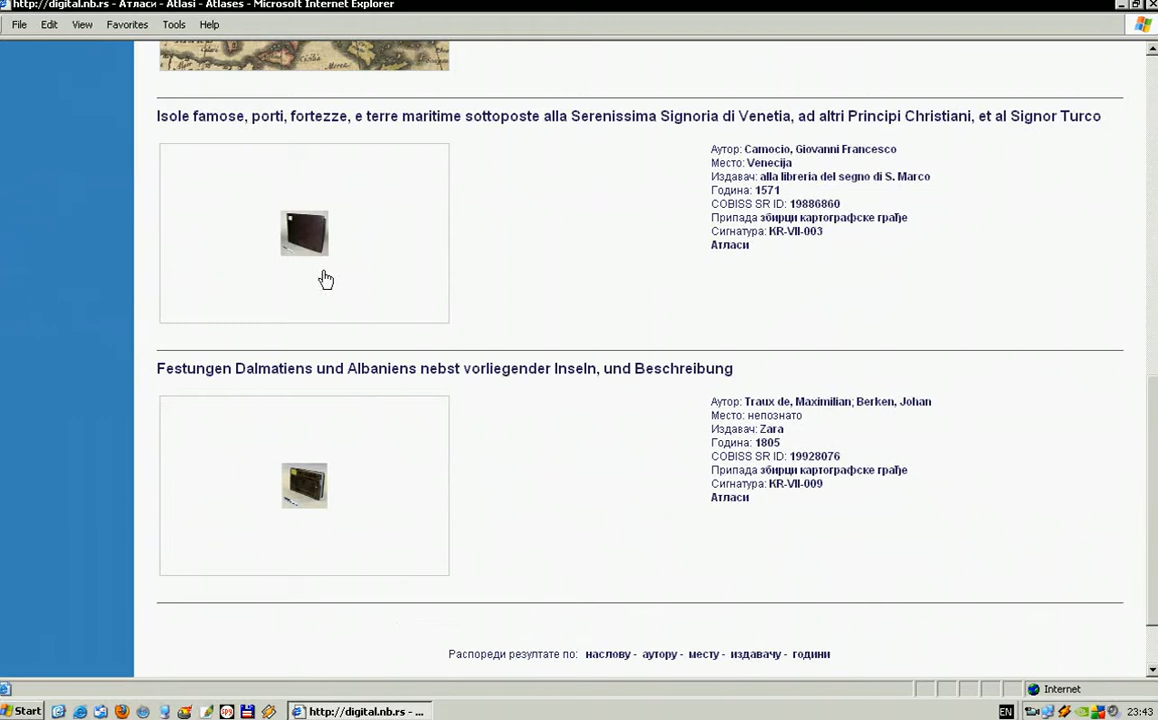 http://digital.nb.rs - Атласи - Atlasi - Atlases - Microsoft Internet Explorer
File Edit View Favorites Tools Help
Isole famose, porti, fortezze, e terre maritime sottoposte alla Serenissima Signoria di Venetia, ad altri Principi Christiani, et al Signor Turco
Аутор: Camocio, Giovanni Francesco
Место: Venecija
Издавач: alla libreria del segno di S. Marco
Година: 1571
COBISS SR ID: 19886860
Припада збирци картографске грађе
Сигнатура: KR-VII-003
Атласи
Festungen Dalmatiens und Albaniens nebst vorliegender Inseln, und Beschreibung
Аутор: Traux de, Maximilian; Berken, Johan
Место: непознато
Издавач: Zara
Година: 1805
COBISS SR ID: 19928076
Припада збирци картографске грађе
Сигнатура: KR-VII-009
Атласи
Распореди резултате по: наслову - аутору - месту - издавачу - години
Internet
Start http://digital.nb.rs - ... EN 23:43